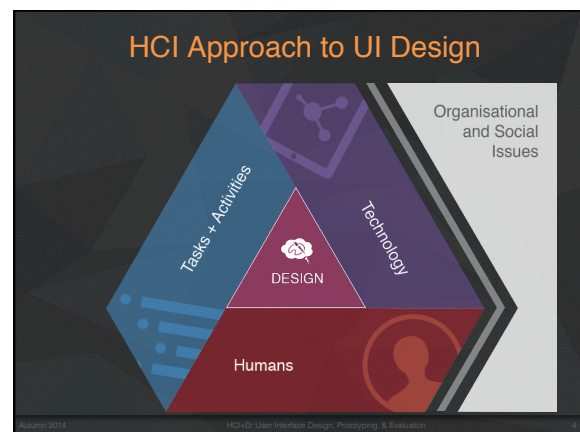 HCI Approach to UI Design
Organisational
and Social
Issues
Tasks + Activities
Technology
DESIGN
Humans
Autumn 2014
HCI+D: User Interface Design, Prototyping, & Evaluation